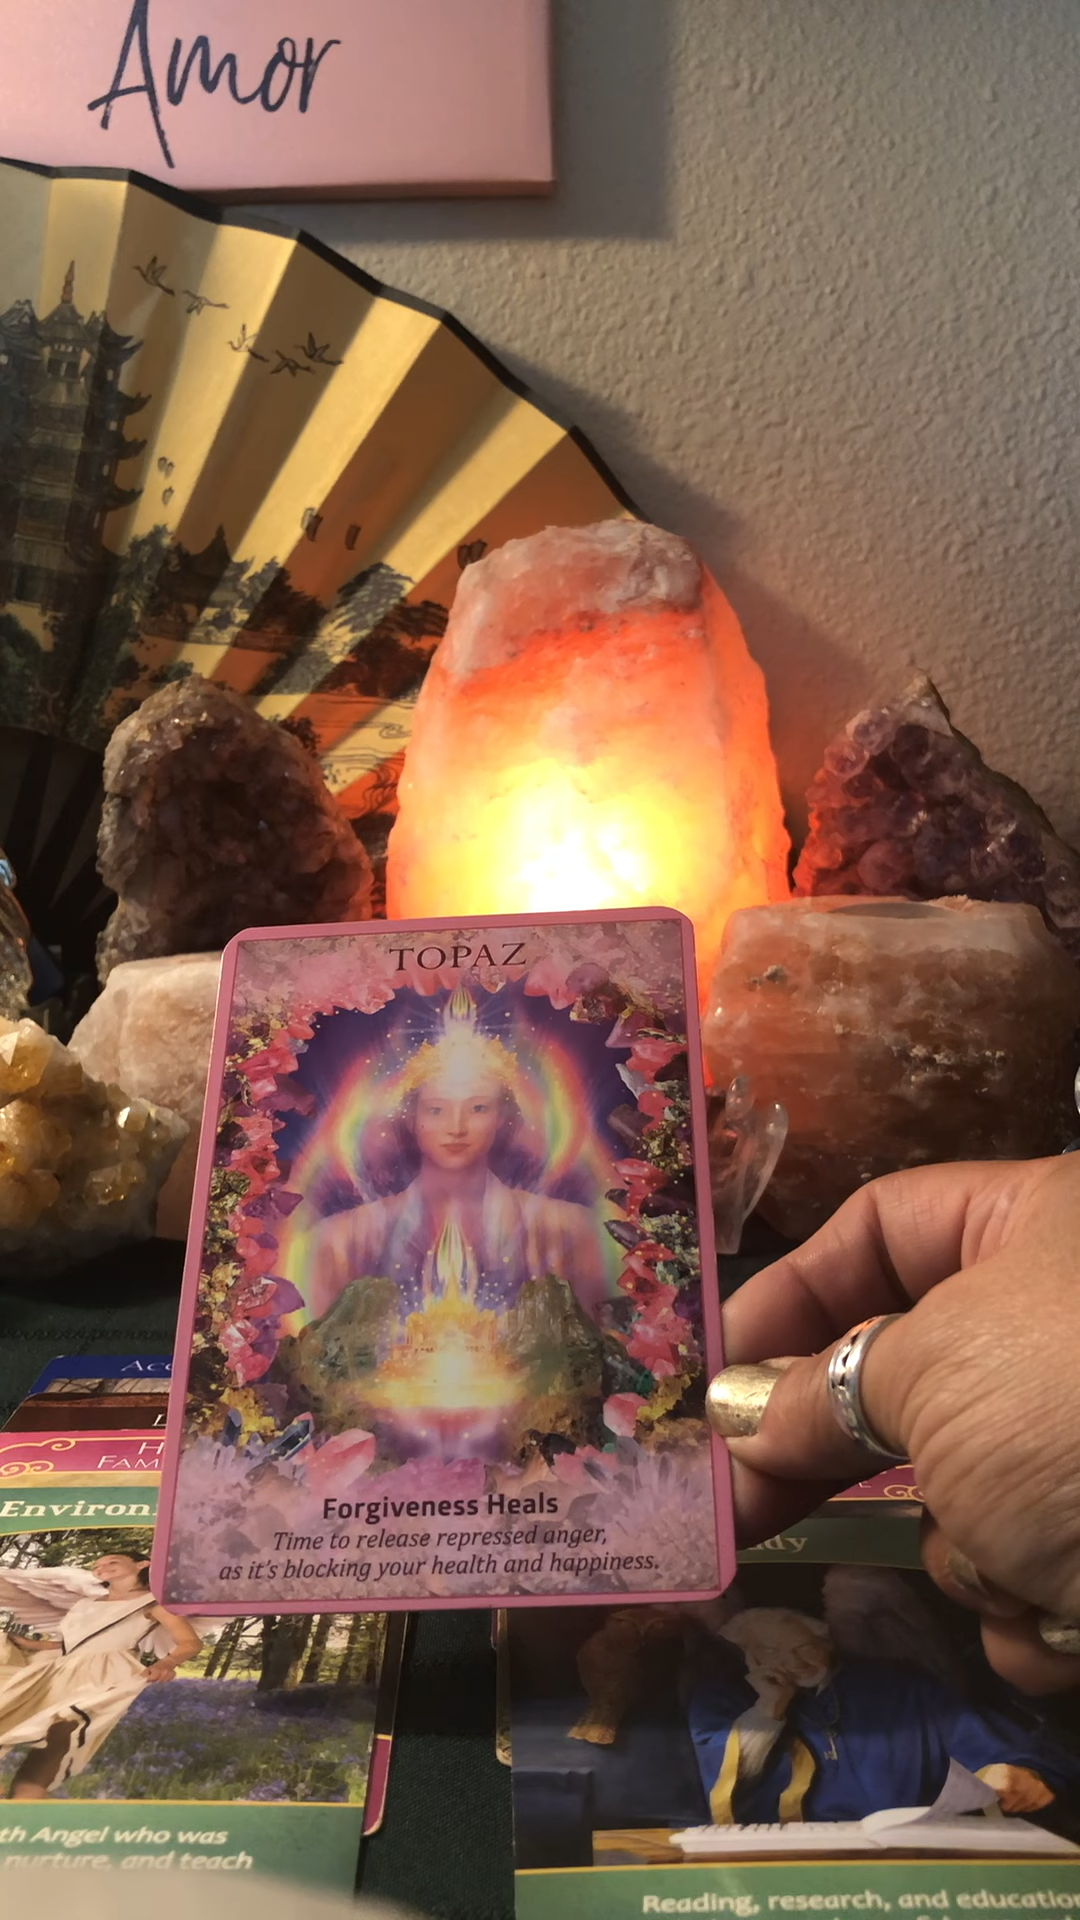 Amor
TOPAZ
Forgiveness Heals
Time to release repressed anger,
as it's blocking your health and happiness.
Environ
th Angel who was
nurture, and teach
dy
Reading, research, and education